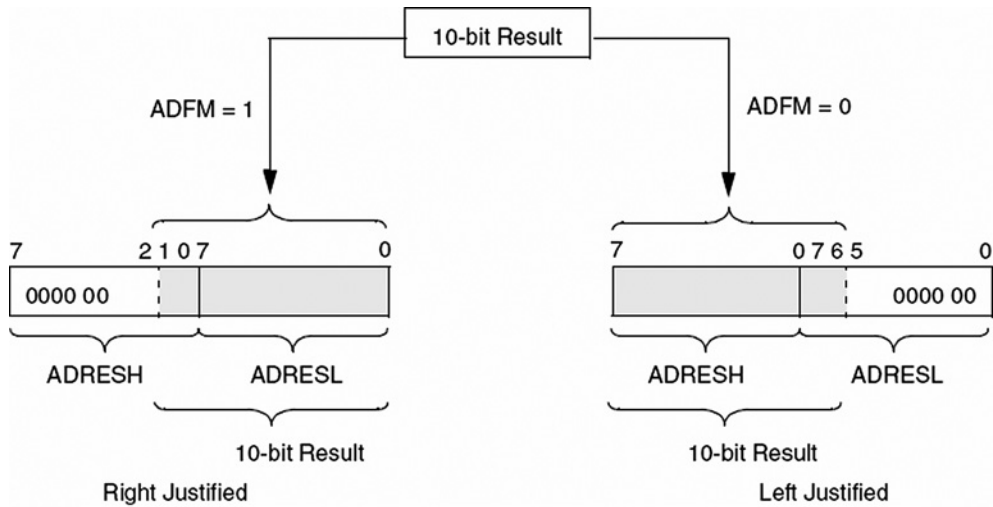 10-bit Result
ADFM = 1
ADFM = 0
7 2 1 0 7 0
7 0 7 6 5 0
0000 00
0000 00
ADRESH
ADRESL
ADRESH
ADRESL
10-bit Result
10-bit Result
Right Justified
Left Justified